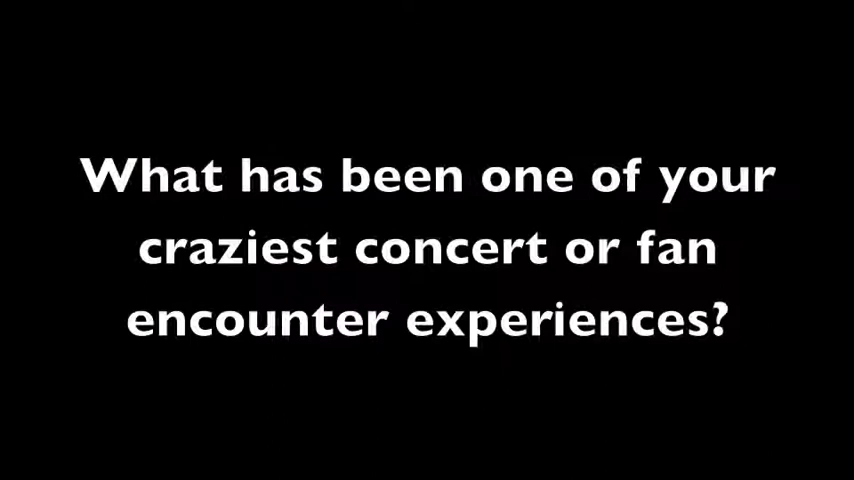 What has been one of your
craziest concert or fan
encounter experiences?